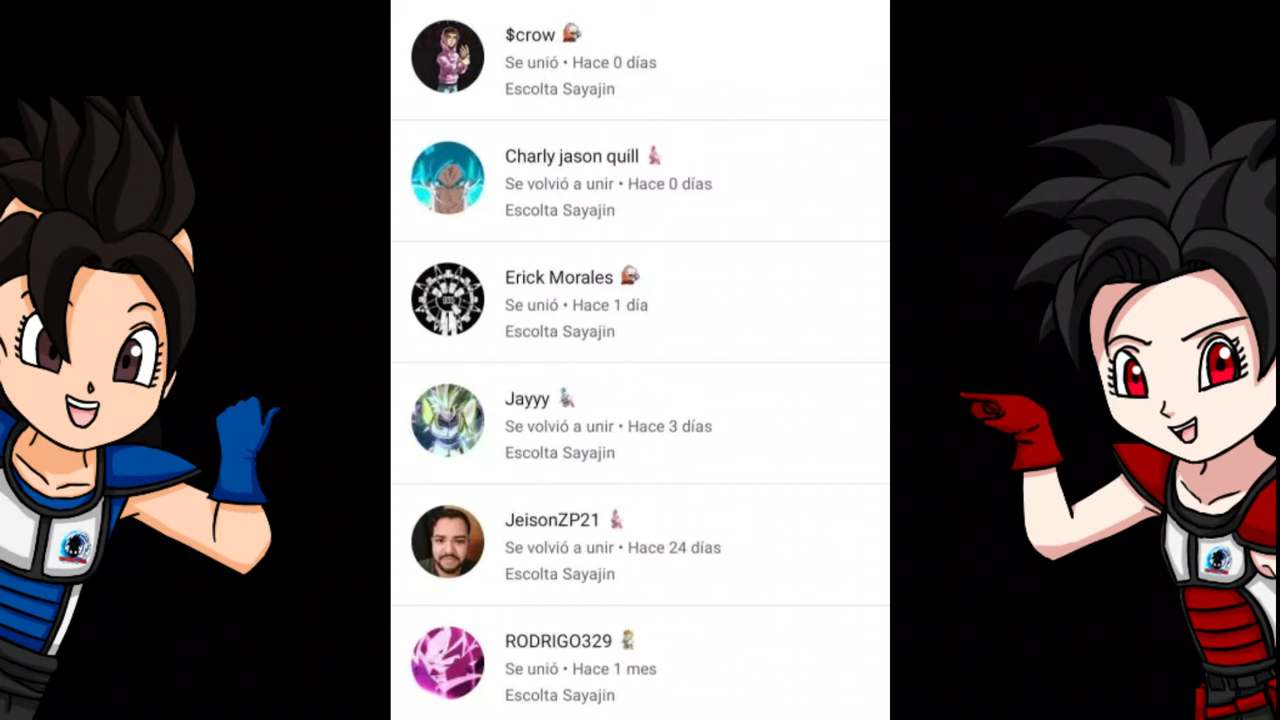 $crow
Se unió • Hace 0 días
Escolta Sayajin
Charly jason quill
Se volvió a unir • Hace 0 días
Escolta Sayajin
Erick Morales
Se unió • Hace 1 día
Escolta Sayajin
Jayyy
Se volvió a unir • Hace 3 días
Escolta Sayajin
JeisonZP21
Se volvió a unir • Hace 24 días
Escolta Sayajin
RODRIGO329
Se unió • Hace 1 mes
Escolta Sayajin